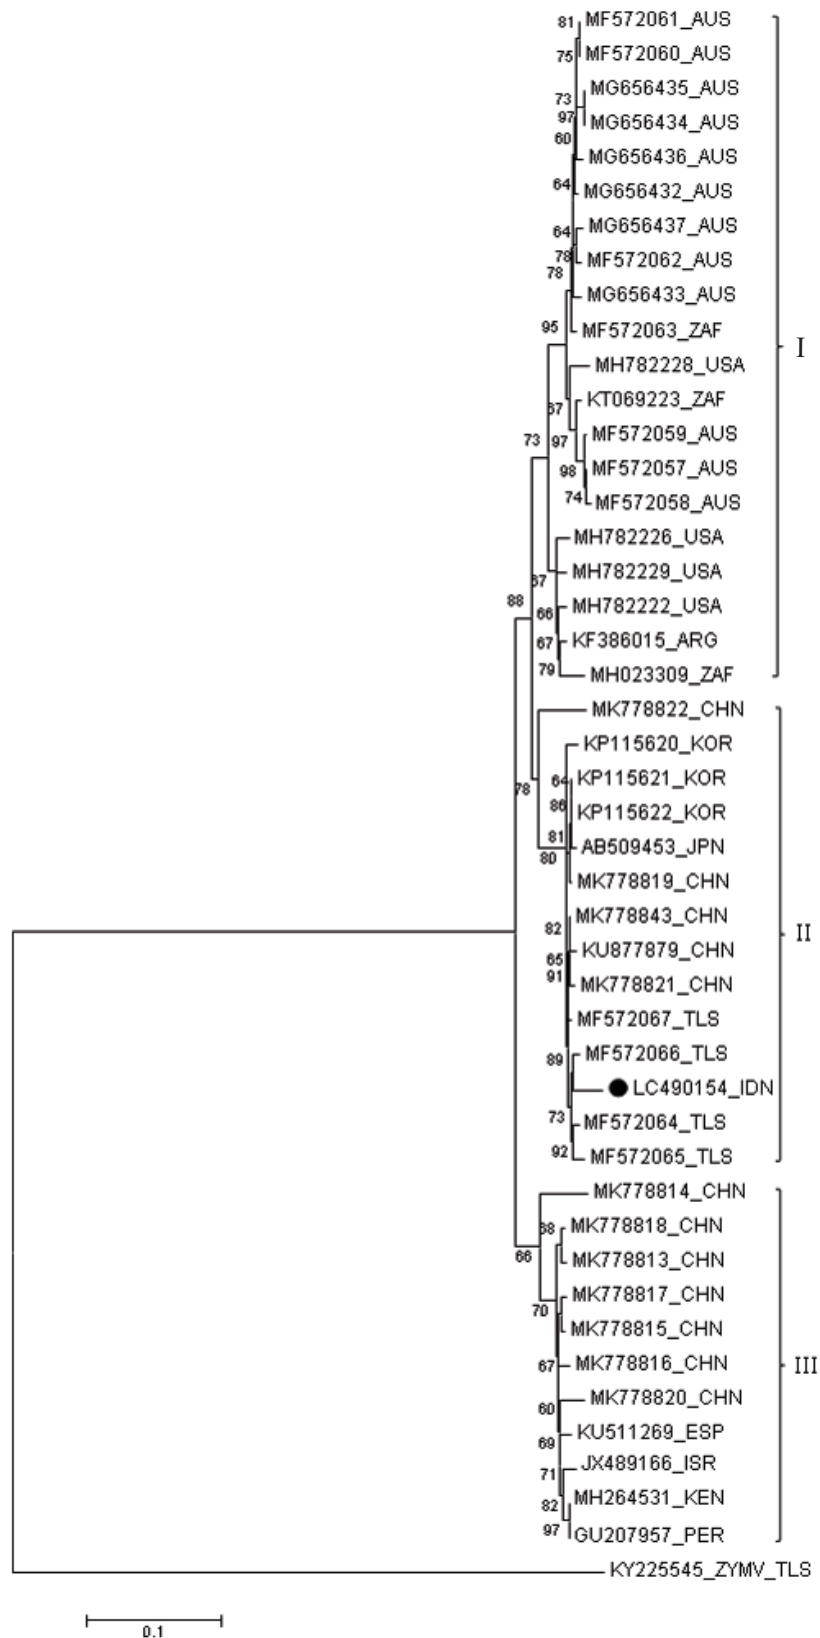 81 MF572061_AUS
75 MF572060_AUS
MG656435_AUS
73
97 MG656434_AUS
60
MG656436_AUS
64 MG656432_AUS
MG656437_AUS
64
78 MF572062_AUS
78
MG656433_AUS
95 MF572063_ZAF
I
MH782228_USA
67 KT069223_ZAF
73 97 MF572059_AUS
98 MF572057_AUS
74 MF572058_AUS
MH782226_USA
67 MH782229_USA
88 66 MH782222_USA
67 KF386015_ARG
79 MH023309_ZAF
MK778822_CHN
KP115620_KOR
78 64 KP115621_KOR
86 KP115622_KOR
81 AB509453_JPN
80
MK778819_CHN
82 MK778843_CHN
II
65 KU877879_CHN
91 MK778821_CHN
MF572067_TLS
89 MF572066_TLS
LC490154_IDN
73 MF572064_TLS
92 MF572065_TLS
MK778814_CHN
MK778818_CHN
66 MK778813_CHN
MK778817_CHN
70 MK778815_CHN
67 MK778816_CHN
III
60 MK778820_CHN
69 KU511269_ESP
71 JX489166_ISR
82 MH264531_KEN
97 GU207957_PER
KY225545_ZYMV_TLS
0.1